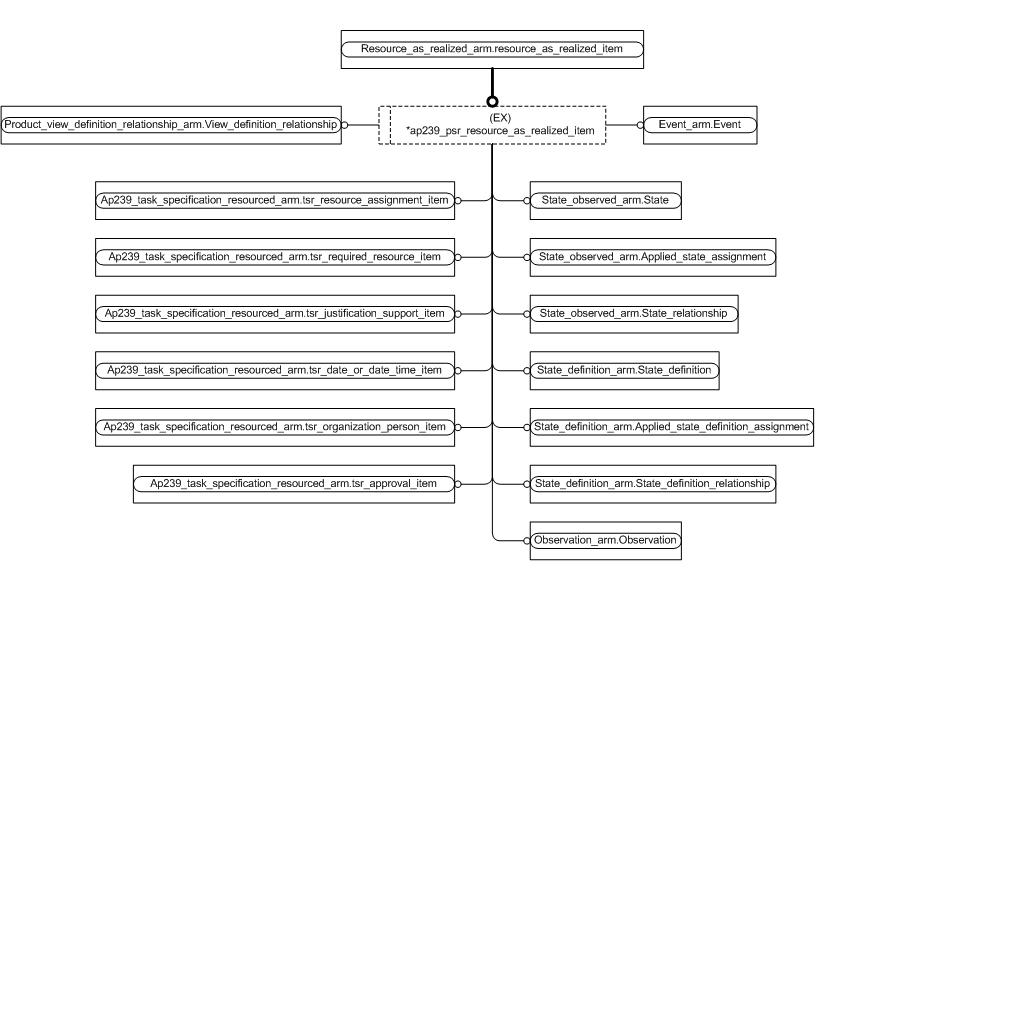 Resource_as_realized_arm.resource_as_realized_item
Product_view_definition_relationship_arm.View_definition_relationship
(EX)
*ap239_psr_resource_as_realized_item
Event_arm.Event
Ap239_task_specification_resourced_arm.tsr_resource_assignment_item
State_observed_arm.State
Ap239_task_specification_resourced_arm.tsr_required_resource_item
State_observed_arm.Applied_state_assignment
Ap239_task_specification_resourced_arm.tsr_justification_support_item
State_observed_arm.State_relationship
Ap239_task_specification_resourced_arm.tsr_date_or_date_time_item
State_definition_arm.State_definition
Ap239_task_specification_resourced_arm.tsr_organization_person_item
State_definition_arm.Applied_state_definition_assignment
Ap239_task_specification_resourced_arm.tsr_approval_item
State_definition_arm.State_definition_relationship
Observation_arm.Observation